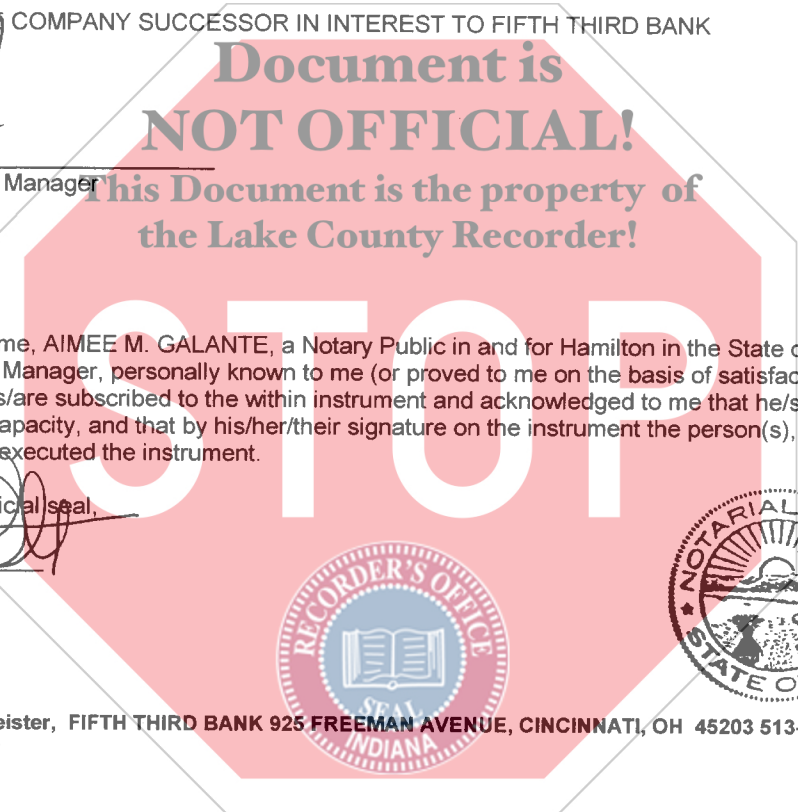 COMPANY SUCCESSOR IN INTEREST TO FIFTH THIRD BANK
Document is
NOT OFFICIAL!
Manager
This Document is the property of
the Lake County Recorder!
STOP
me, AIMEE M. GALANTE, a Notary Public in and for Hamilton in the State
Manager, personally known to me (or proved to me on the basis of satisfac
s/are subscribed to the within instrument and acknowledged to me that he/s
apacity, and that by his/her/their signature on the instrument the person(s),
executed the instrument.
icial seal,
NOTARIAL
STATE O
RECORDER'S OFFICE
SEAL
INDIANA
eister, FIFTH THIRD BANK 925 FREEMAN AVENUE, CINCINNATI, OH 45203 513-